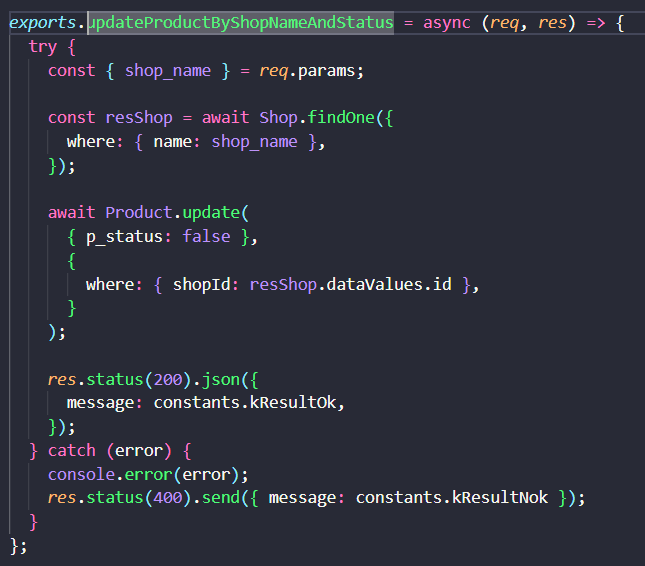 exports.updateProductByShopNameAndStatus = async (req, res) => {
  try {
    const { shop_name } = req.params;

    const resShop = await Shop.findOne({
      where: { name: shop_name },
    });

    await Product.update(
      { p_status: false },
      {
        where: { shopId: resShop.dataValues.id },
      }
    );

    res.status(200).json({
      message: constants.kResultOk,
    });
  } catch (error) {
    console.error(error);
    res.status(400).send({ message: constants.kResultNok });
  }
};